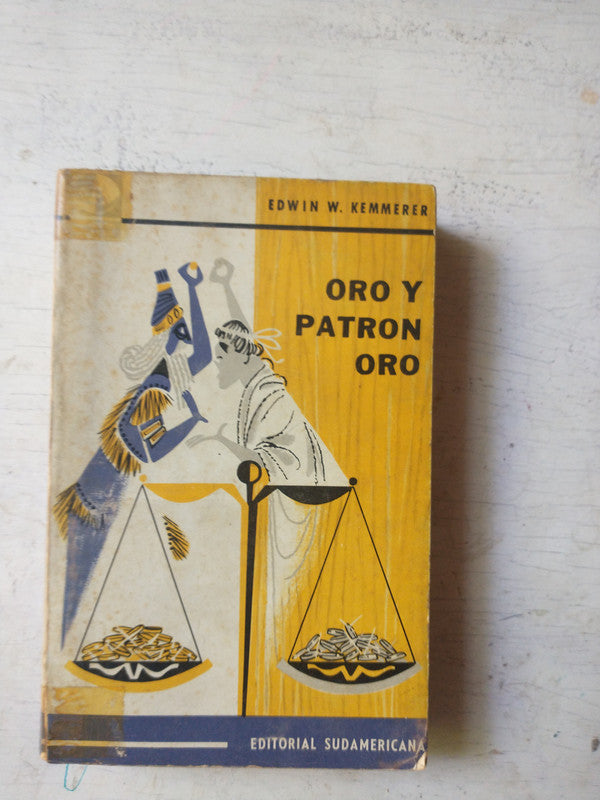 EDWIN W. KEMMERER
ORO Y
PATRON
ORO
EDITORIAL SUDAMERICANA